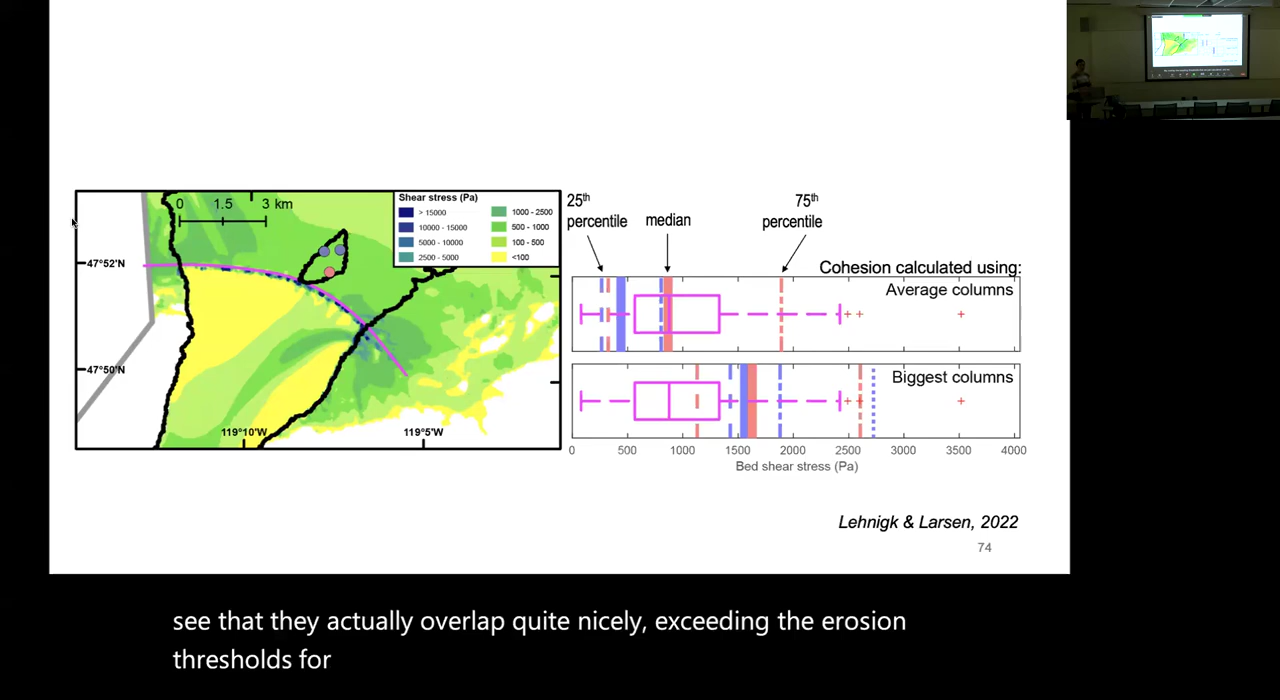 0 1.5 3 km
Shear stress (Pa)
> 15000
10000 - 15000
5000 - 10000
2500 - 5000
1000 - 2500
500 - 1000
100 - 500
<100
47°52'N
47°50'N
119°10'W
119°5'W
25th
percentile
median
75th
percentile
Cohesion calculated using:
Average columns
Biggest columns
0 500 1000 1500 2000 2500 3000 3500 4000
Bed shear stress (Pa)
Lehnigk & Larsen, 2022
74
see that they actually overlap quite nicely, exceeding the erosion
thresholds for